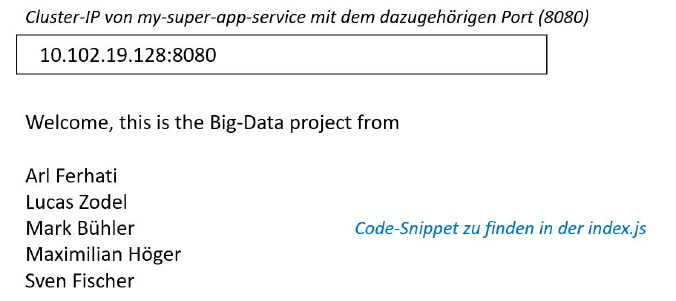 Cluster-IP von my-super-app-service mit dem dazugehörigen Port (8080)
10.102.19.128:8080
Welcome, this is the Big-Data project from
Arl Ferhati
Lucas Zodel
Mark Bühler
Code-Snippet zu finden in der index.js
Maximilian Höger
Sven Fischer